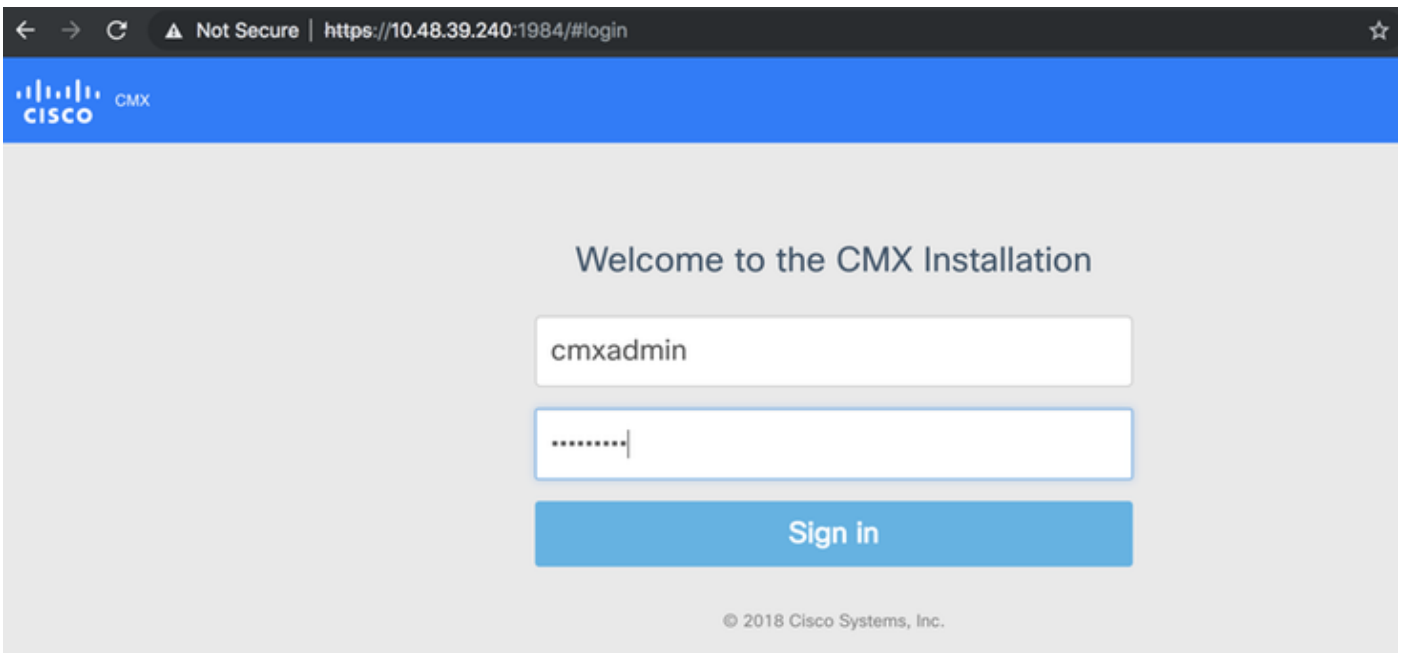 Not Secure | https://10.48.39.240:1984/#login
CISCO CMX
Welcome to the CMX Installation
cmxadmin
•••••••••
Sign in
© 2018 Cisco Systems, Inc.